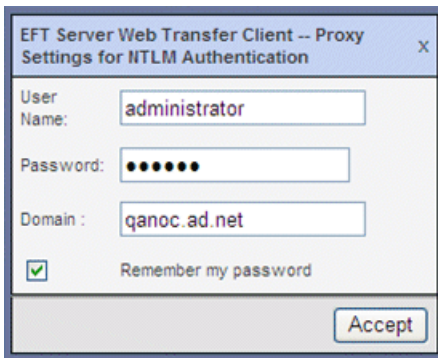 EFT Server Web Transfer Client -- Proxy
Settings for NTLM Authentication
x
User
Name:
administrator
Password:
●●●●●●
Domain :
qanoc.ad.net
Remember my password
Accept